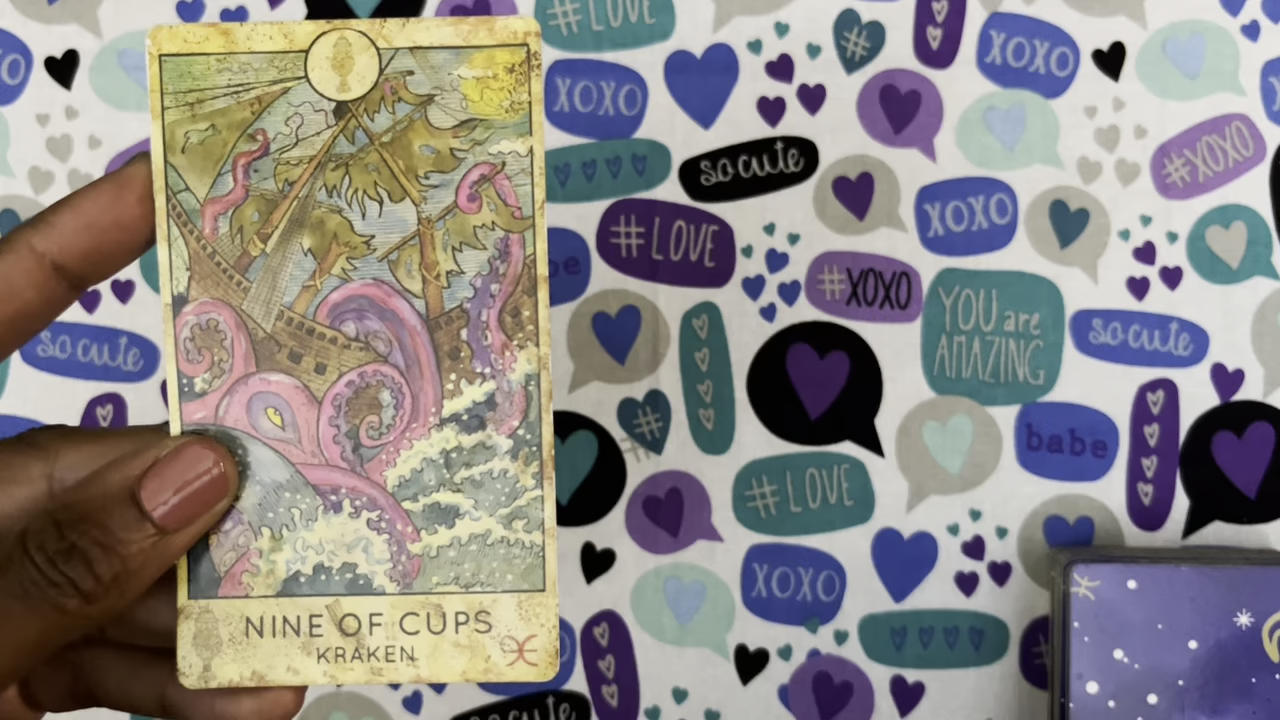 NINE OF CUPS
KRAKEN
#LOVE
XOXO
XOXO
so cute
#XOXO
XOXO
#LOVE
be
#XOXO
YOU are
AMAZING
so cute
so cute
#
#
babe
#LOVE
XOXO
so cute